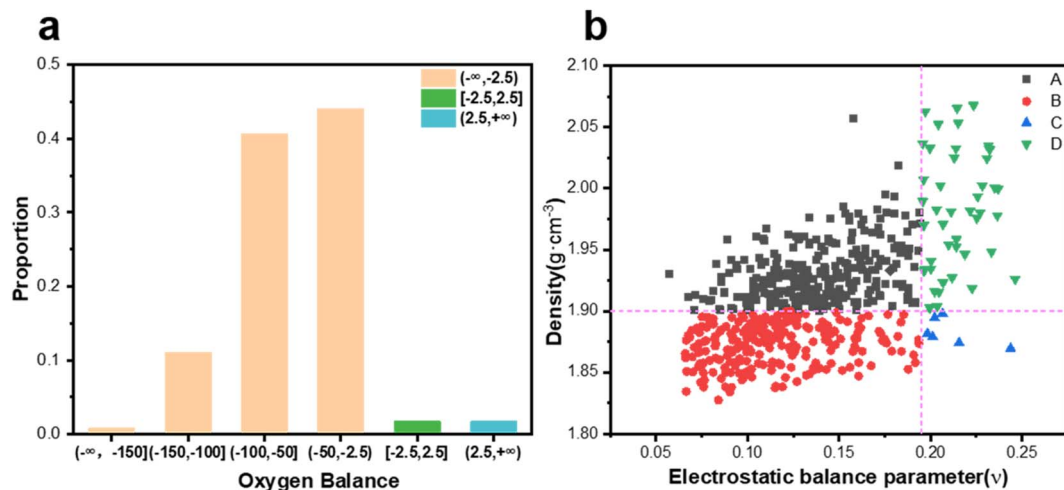 a
0.5
0.4
0.3
0.2
0.1
0.0
Proportion
(-∞,-2.5)
[-2.5,2.5]
(2.5,+∞)
(-∞, -150]
(-150,-100]
(-100,-50]
(-50,-2.5)
[-2.5,2.5]
(2.5,+∞)
Oxygen Balance
b
2.10
2.05
2.00
1.95
1.90
1.85
1.80
Density(g·cm⁻³)
A
B
C
D
0.05
0.10
0.15
0.20
0.25
Electrostatic balance parameter(ν)